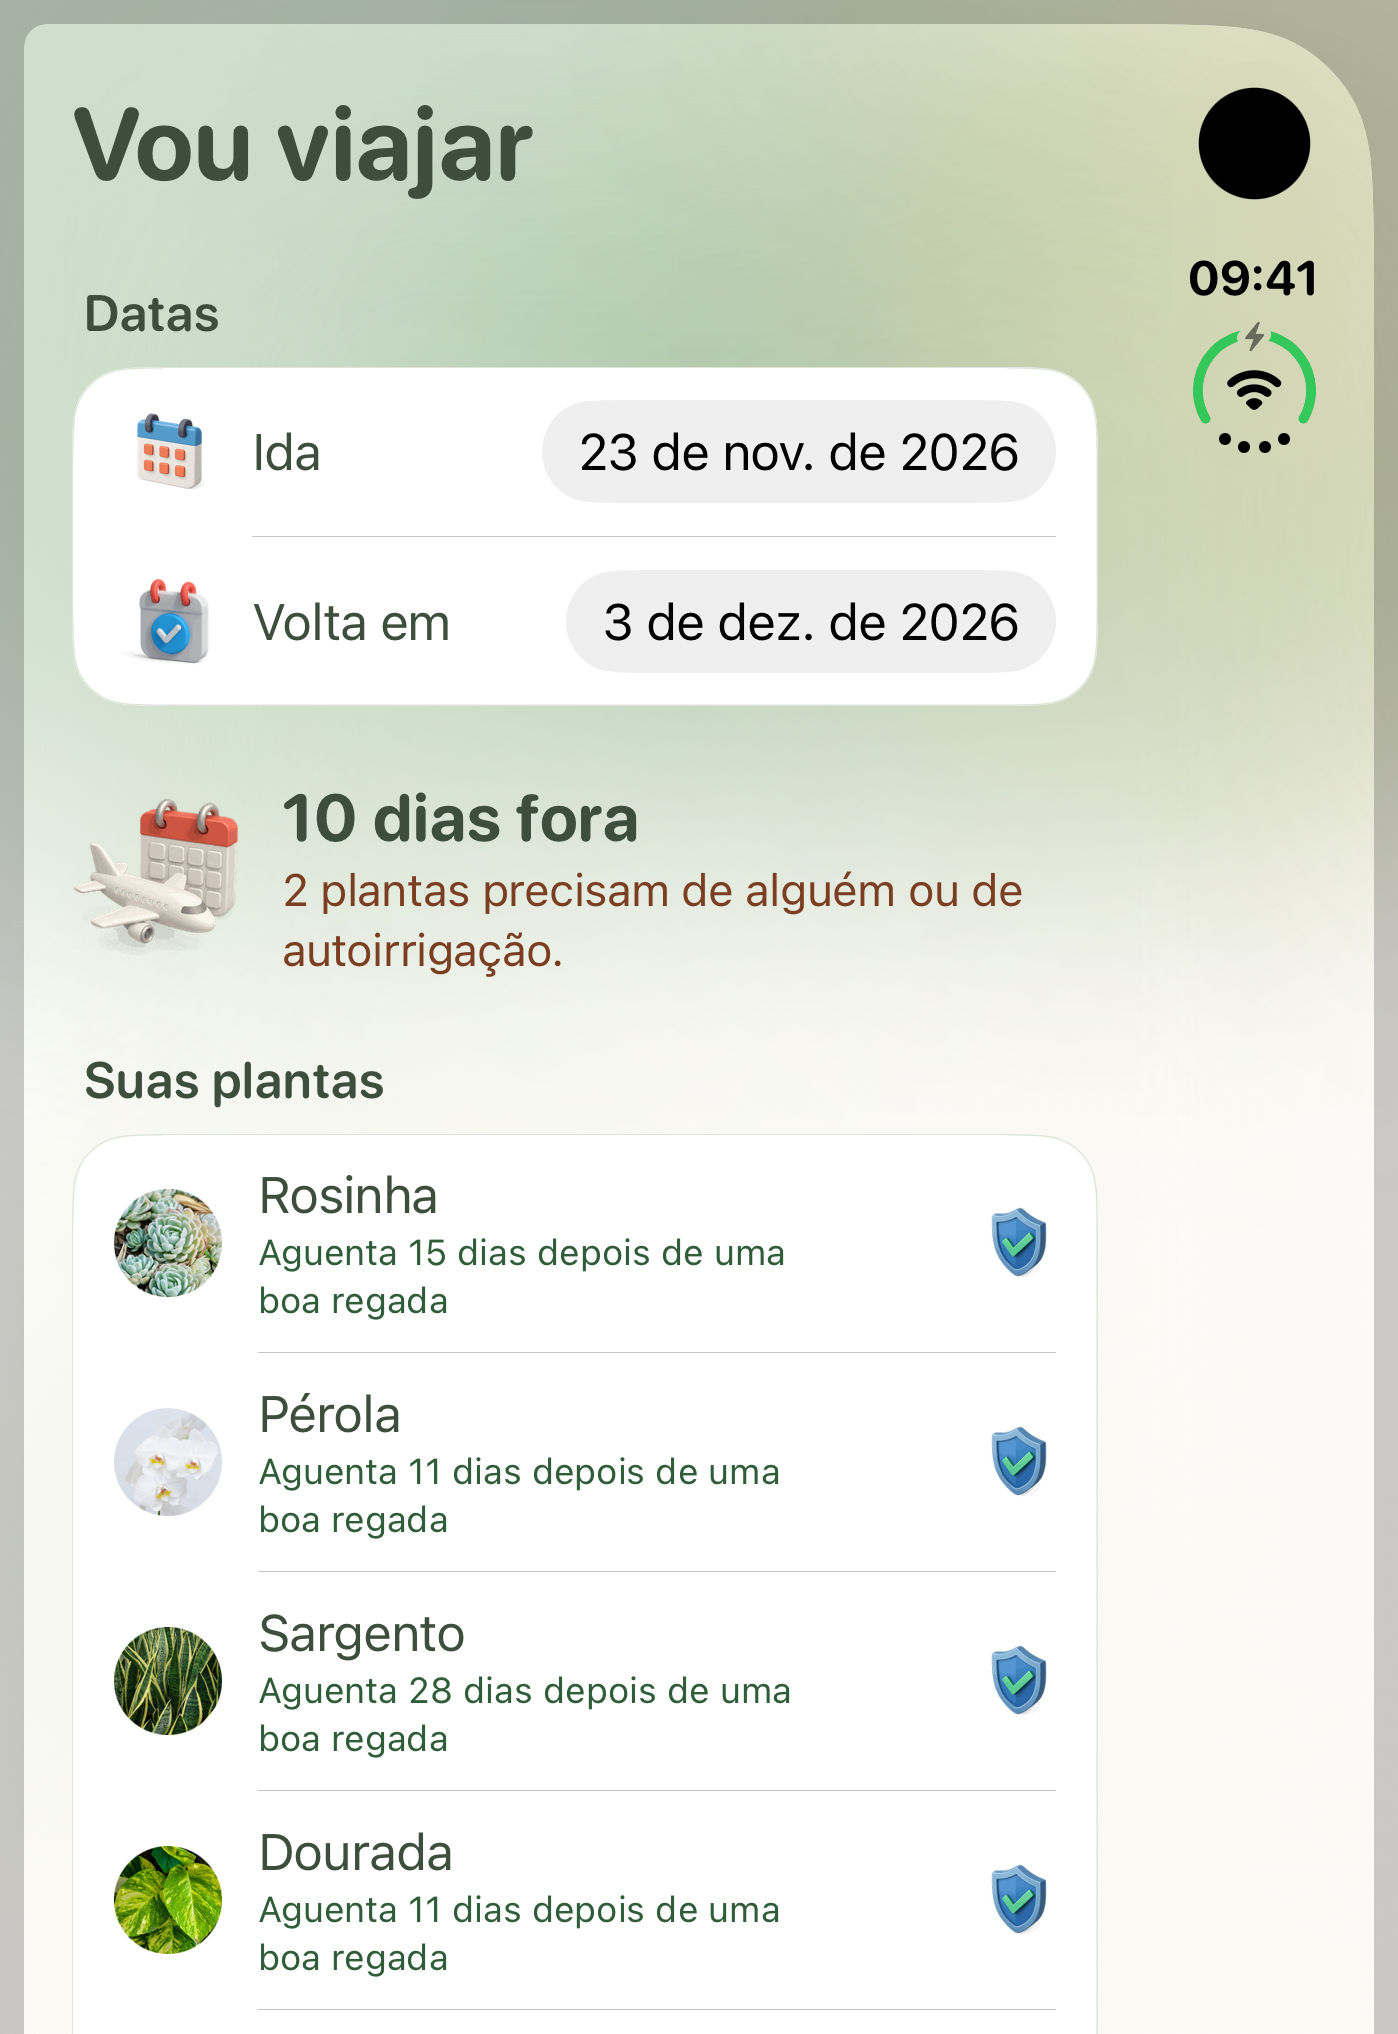 Vou viajar
09:41
Datas
Ida
23 de nov. de 2026
Volta em
3 de dez. de 2026
10 dias fora
2 plantas precisam de alguém ou de
autoirrigação.
Suas plantas
Rosinha
Aguenta 15 dias depois de uma
boa regada
Pérola
Aguenta 11 dias depois de uma
boa regada
Sargento
Aguenta 28 dias depois de uma
boa regada
Dourada
Aguenta 11 dias depois de uma
boa regada